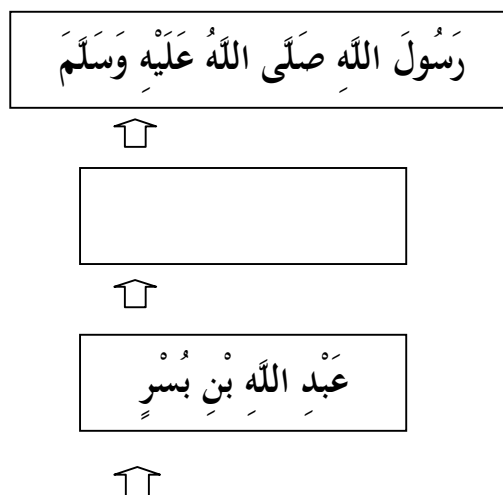 رَسُولَ اللَّهِ صَلَّى اللَّهُ عَلَيْهِ وَسَلَّمَ
عَبْدِ اللَّهِ بْنِ بُسْرٍ